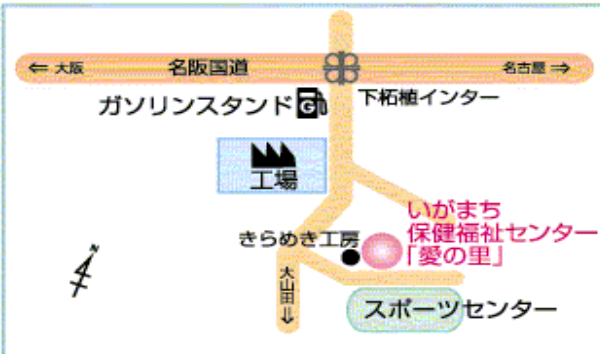 ← 大阪
名阪国道
名古屋 →
ガソリンスタンド
G
下柘植インター
工場
いがまち
保健福祉センター
「愛の里」
きらめき工房
N
大山田
⇓
スポーツセンター